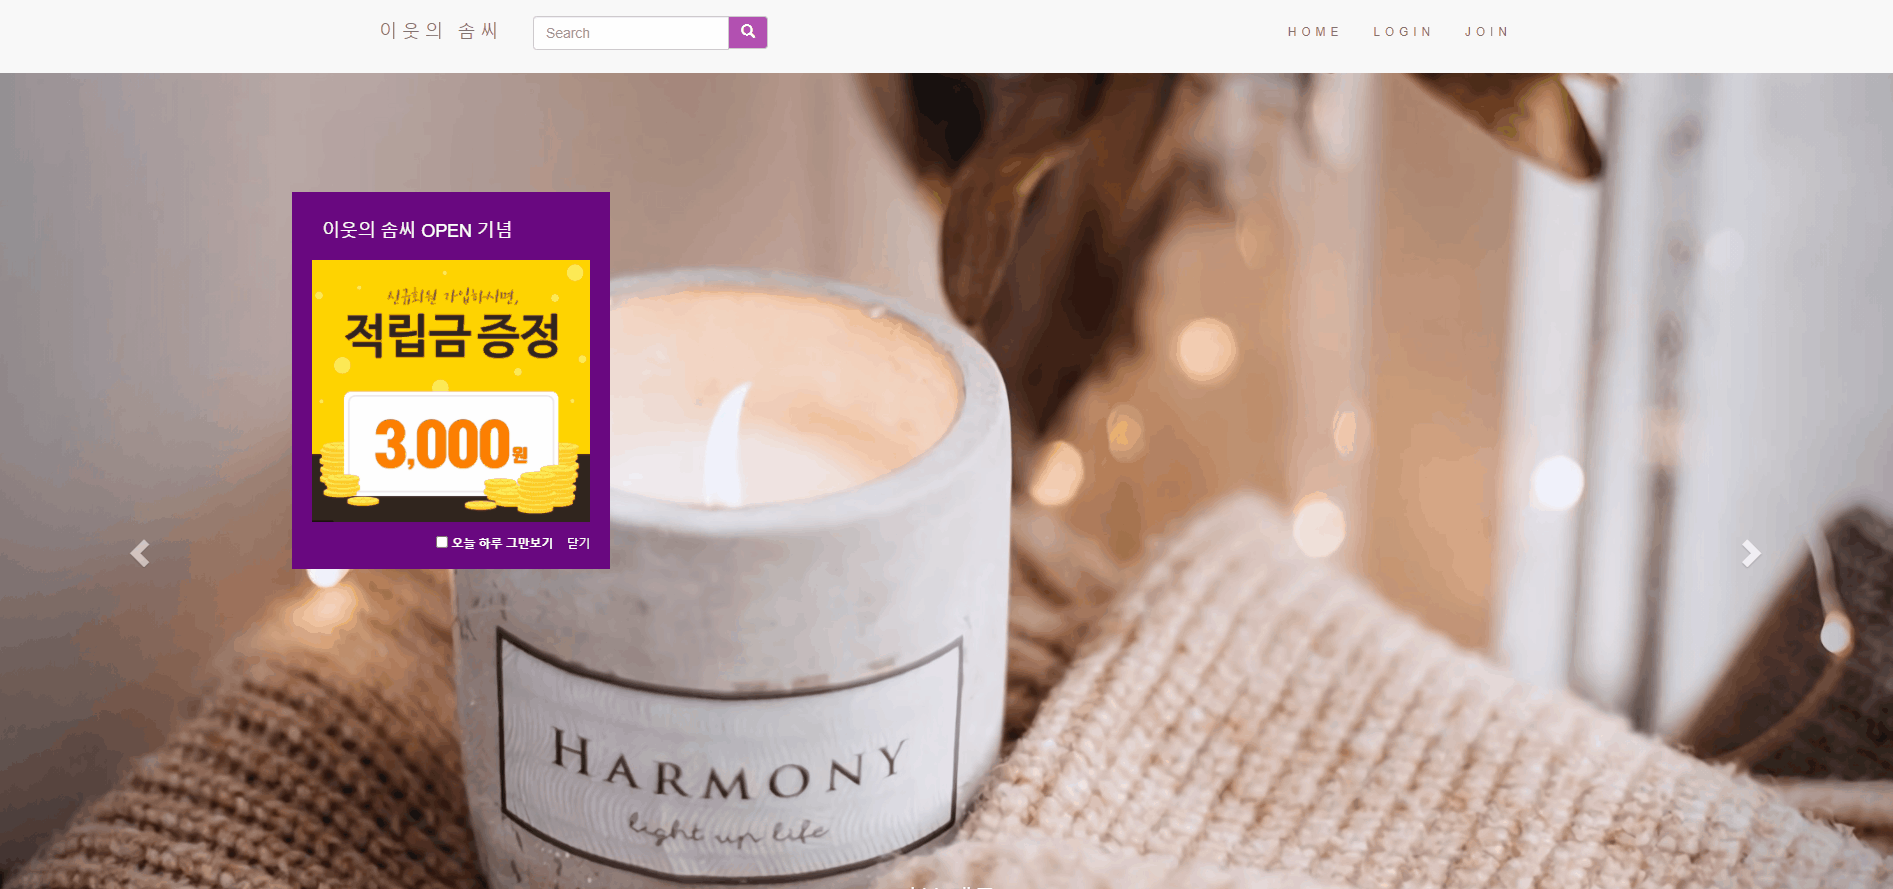 이웃의 솜씨
Search
HOME LOGIN JOIN
이웃의 솜씨 OPEN 기념
신규회원 가입하시면,
적립금 증정
3,000원
오늘 하루 그만보기 닫기
HARMONY
light up life